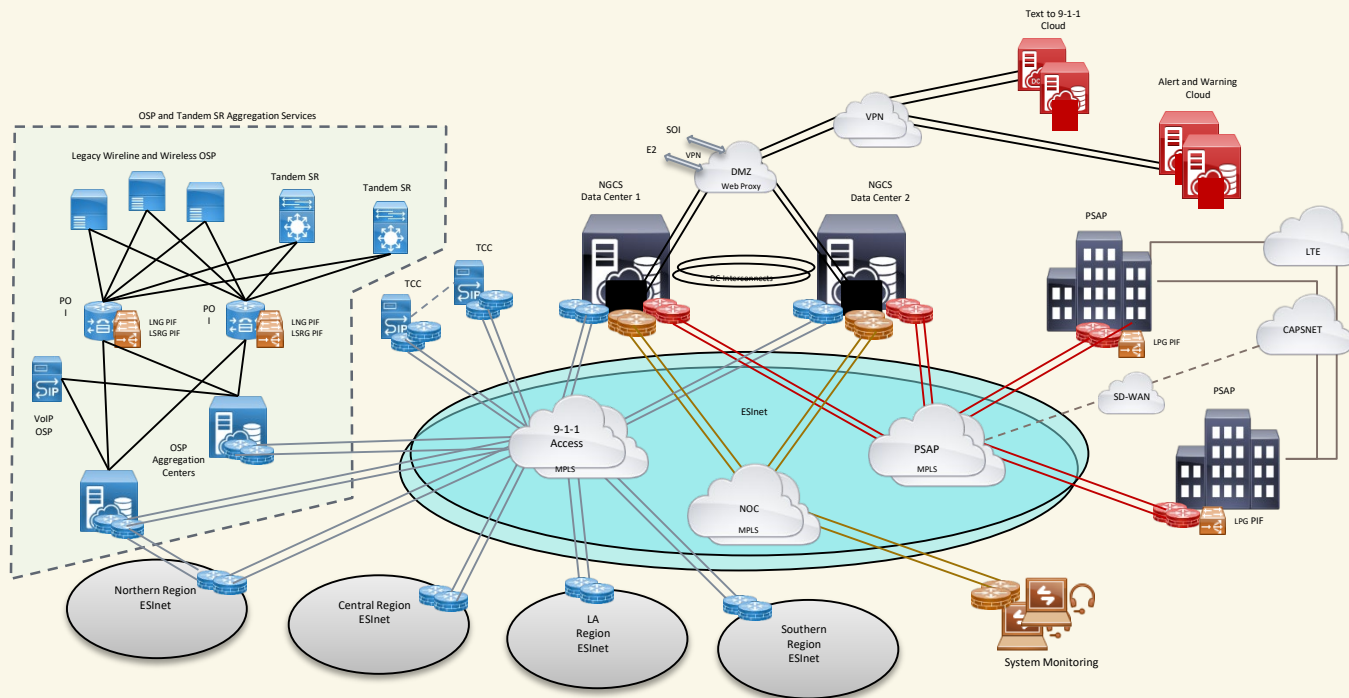 Text to 9-1-1
Cloud
Alert and Warning
Cloud
OSP and Tandem SR Aggregation Services
VPN
SOI
E2
VPN
DMZ
Web Proxy
Legacy Wireline and Wireless OSP
Tandem SR
Tandem SR
NGCS
Data Center 1
NGCS
Data Center 2
PSAP
LTE
TCC
TCC
SIP
SIP
DC Interconnects
PO
I
LNG PIF
LSRG PIF
PO
I
LNG PIF
LSRG PIF
CAPSNET
LPG PIF
SIP
VoIP
OSP
SD-WAN
PSAP
ESInet
9-1-1
Access
MPLS
PSAP
MPLS
OSP
Aggregation
Centers
NOC
MPLS
LPG PIF
Northern Region
ESInet
Central Region
ESInet
LA
Region
ESInet
Southern
Region
ESInet
System Monitoring